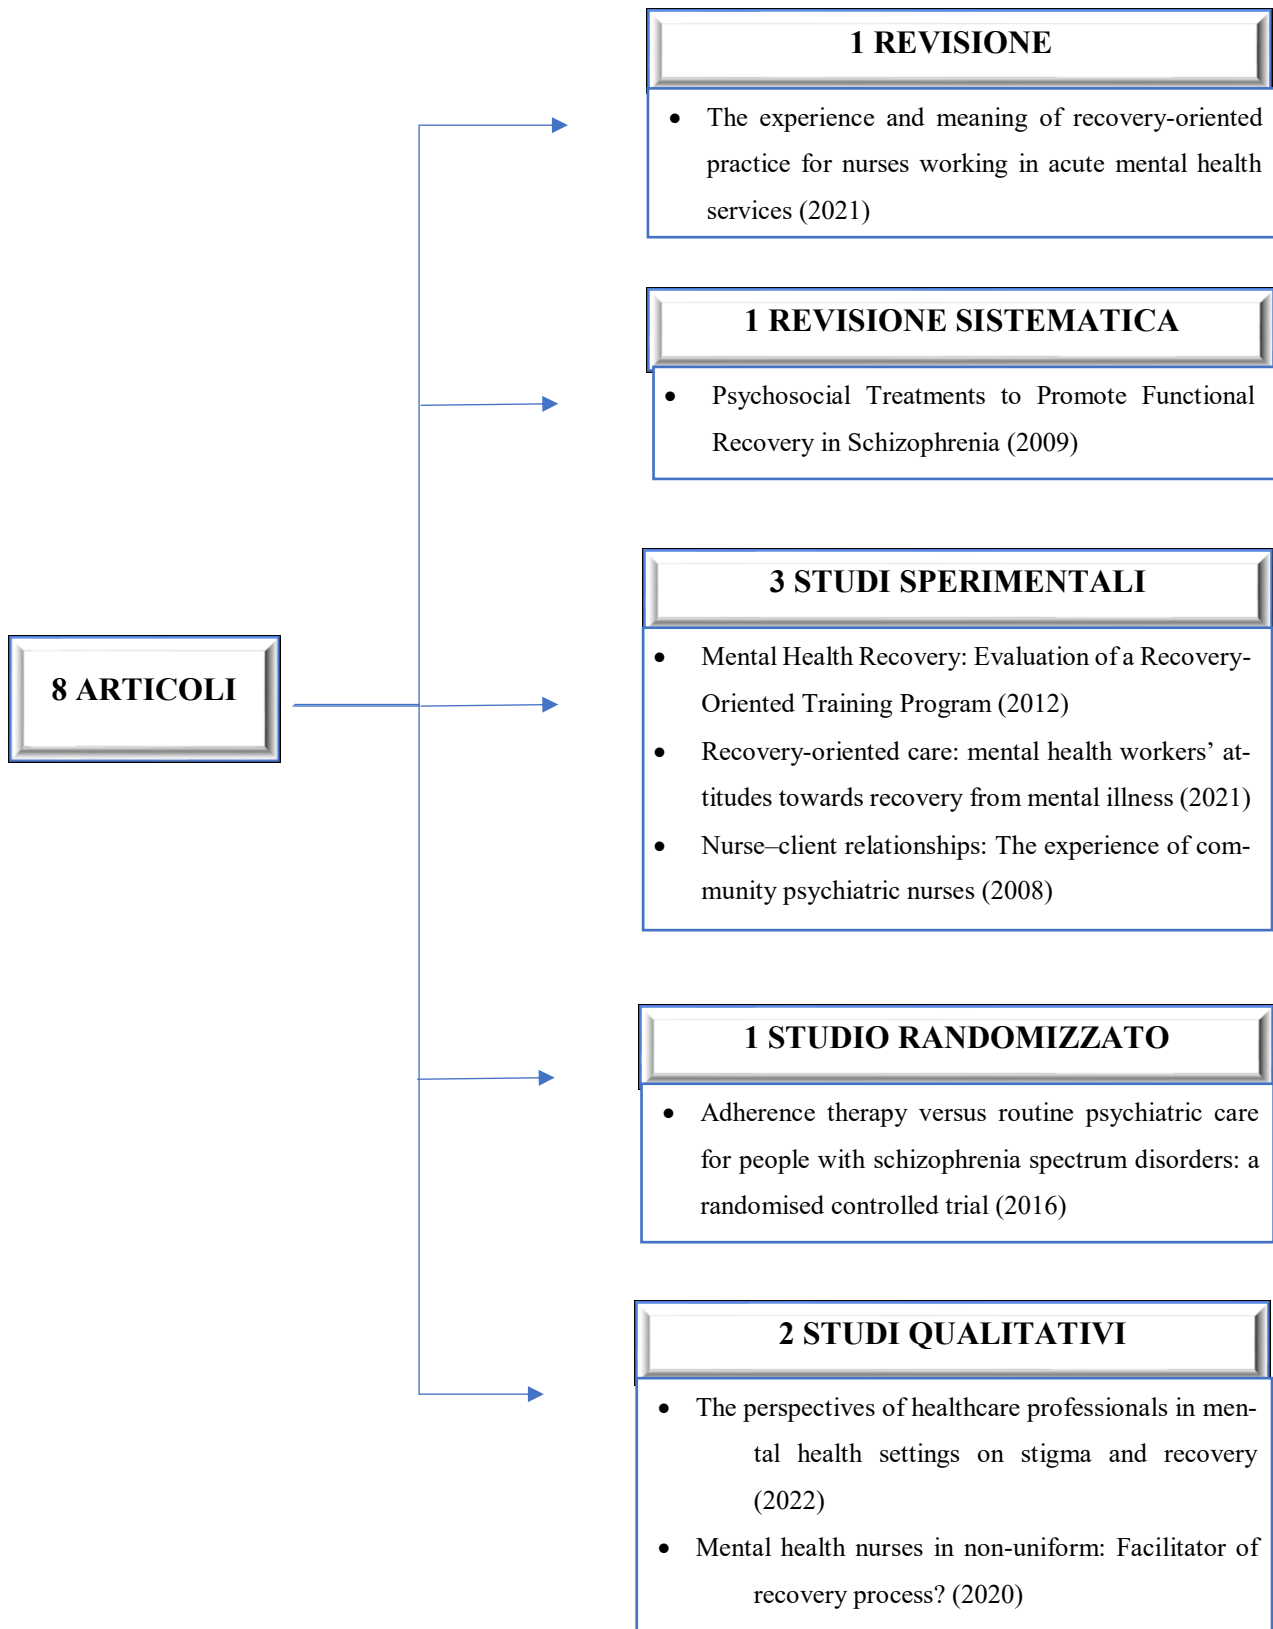 1 REVISIONE
• The experience and meaning of recovery-oriented
practice for nurses working in acute mental health
services (2021)
1 REVISIONE SISTEMATICA
• Psychosocial Treatments to Promote Functional
Recovery in Schizophrenia (2009)
8 ARTICOLI
3 STUDI SPERIMENTALI
• Mental Health Recovery: Evaluation of a Recovery-
Oriented Training Program (2012)
• Recovery-oriented care: mental health workers’ at-
titudes towards recovery from mental illness (2021)
• Nurse–client relationships: The experience of com-
munity psychiatric nurses (2008)
1 STUDIO RANDOMIZZATO
• Adherence therapy versus routine psychiatric care
for people with schizophrenia spectrum disorders: a
randomised controlled trial (2016)
2 STUDI QUALITATIVI
• The perspectives of healthcare professionals in men-
tal health settings on stigma and recovery
(2022)
• Mental health nurses in non-uniform: Facilitator of
recovery process? (2020)